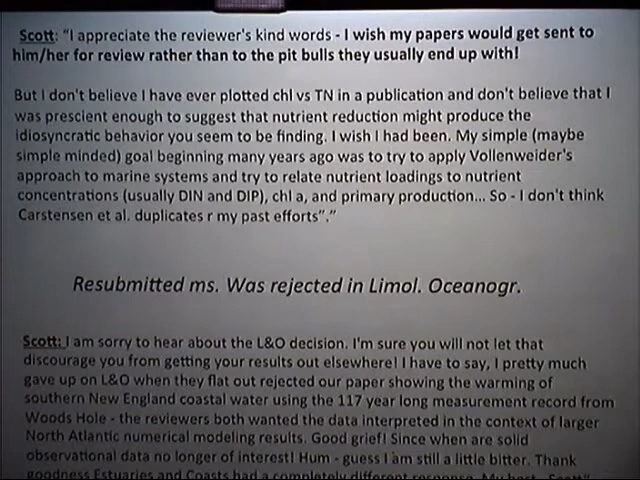 Scott: “I appreciate the reviewer's kind words - I wish my papers would get sent to
him/her for review rather than to the pit bulls they usually end up with!
But I don't believe I have ever plotted chl vs TN in a publication and don't believe that I
was prescient enough to suggest that nutrient reduction might produce the
idiosyncratic behavior you seem to be finding. I wish I had been. My simple (maybe
simple minded) goal beginning many years ago was to try to apply Vollenweider's
approach to marine systems and try to relate nutrient loadings to nutrient
concentrations (usually DIN and DIP), chl a, and primary production... So - I don't think
Carstensen et al. duplicates r my past efforts”.”
Resubmitted ms. Was rejected in Limol. Oceanogr.
Scott: I am sorry to hear about the L&O decision. I'm sure you will not let that
discourage you from getting your results out elsewhere! I have to say, I pretty much
gave up on L&O when they flat out rejected our paper showing the warming of
southern New England coastal water using the 117 year long measurement record from
Woods Hole - the reviewers both wanted the data interpreted in the context of larger
North Atlantic numerical modeling results. Good grief! Since when are solid
observational data no longer of interest! Hum - guess I am still a little bitter. Thank
goodness Estuaries and Coasts had a completely different response. My best, Scott”